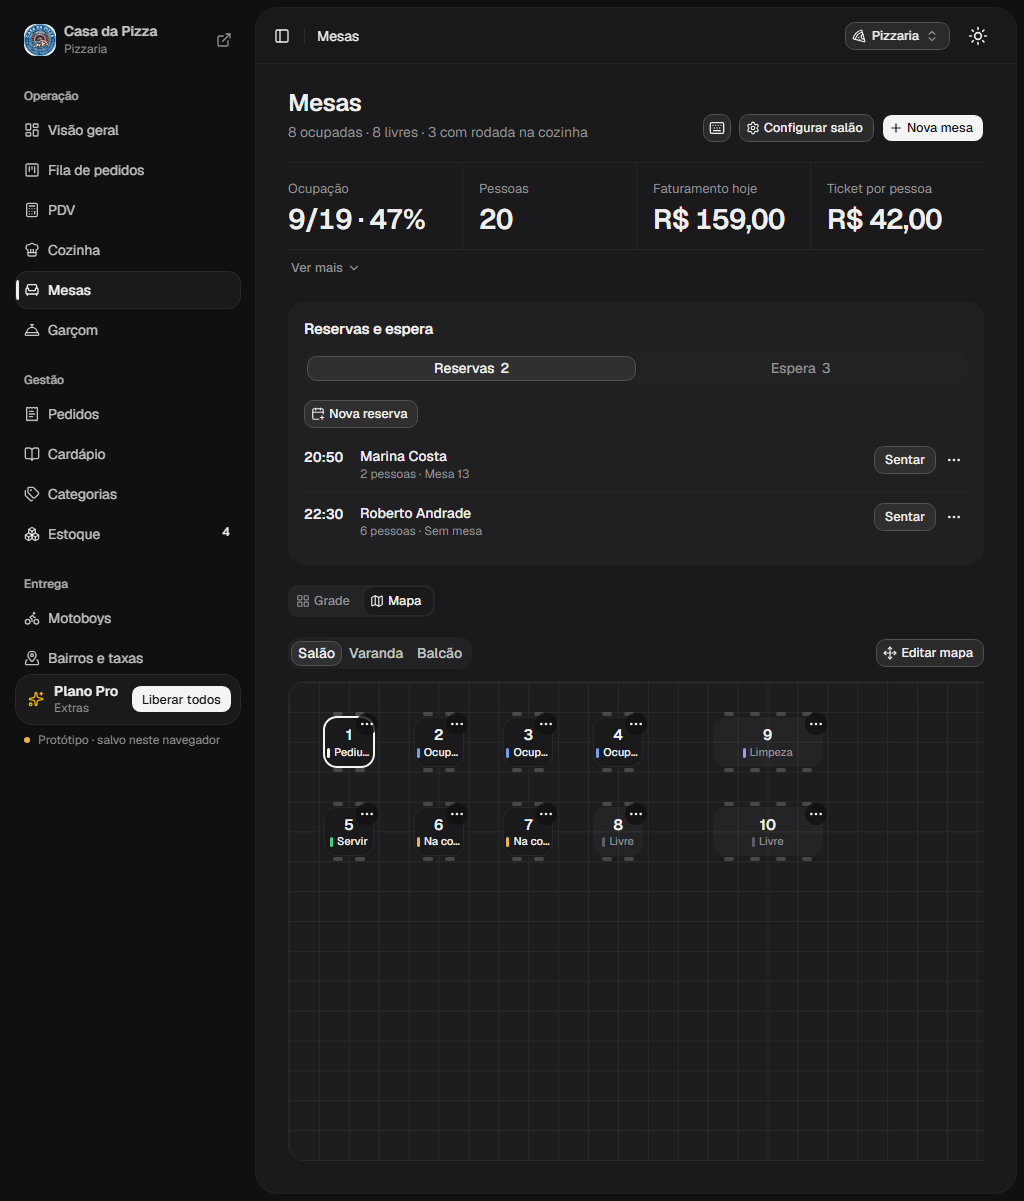 Casa da Pizza
Pizzaria
Operação
Visão geral
Fila de pedidos
PDV
Cozinha
Mesas
Garçom
Gestão
Pedidos
Cardápio
Categorias
Estoque 4
Entrega
Motoboys
Bairros e taxas
Plano Pro
Extras
Liberar todos
Protótipo · salvo neste navegador
Mesas
Pizzaria
Mesas
8 ocupadas · 8 livres · 3 com rodada na cozinha
Configurar salão
Nova mesa
Ocupação
9/19 · 47%
Pessoas
20
Faturamento hoje
R$ 159,00
Ticket por pessoa
R$ 42,00
Ver mais
Reservas e espera
Reservas 2
Espera 3
Nova reserva
20:50 Marina Costa
2 pessoas · Mesa 13
Sentar
22:30 Roberto Andrade
6 pessoas · Sem mesa
Sentar
Grade
Mapa
Salão Varanda Balcão
Editar mapa
1
Pediu...
2
Ocup...
3
Ocup...
4
Ocup...
9
Limpeza
5
Servir
6
Na co...
7
Na co...
8
Livre
10
Livre